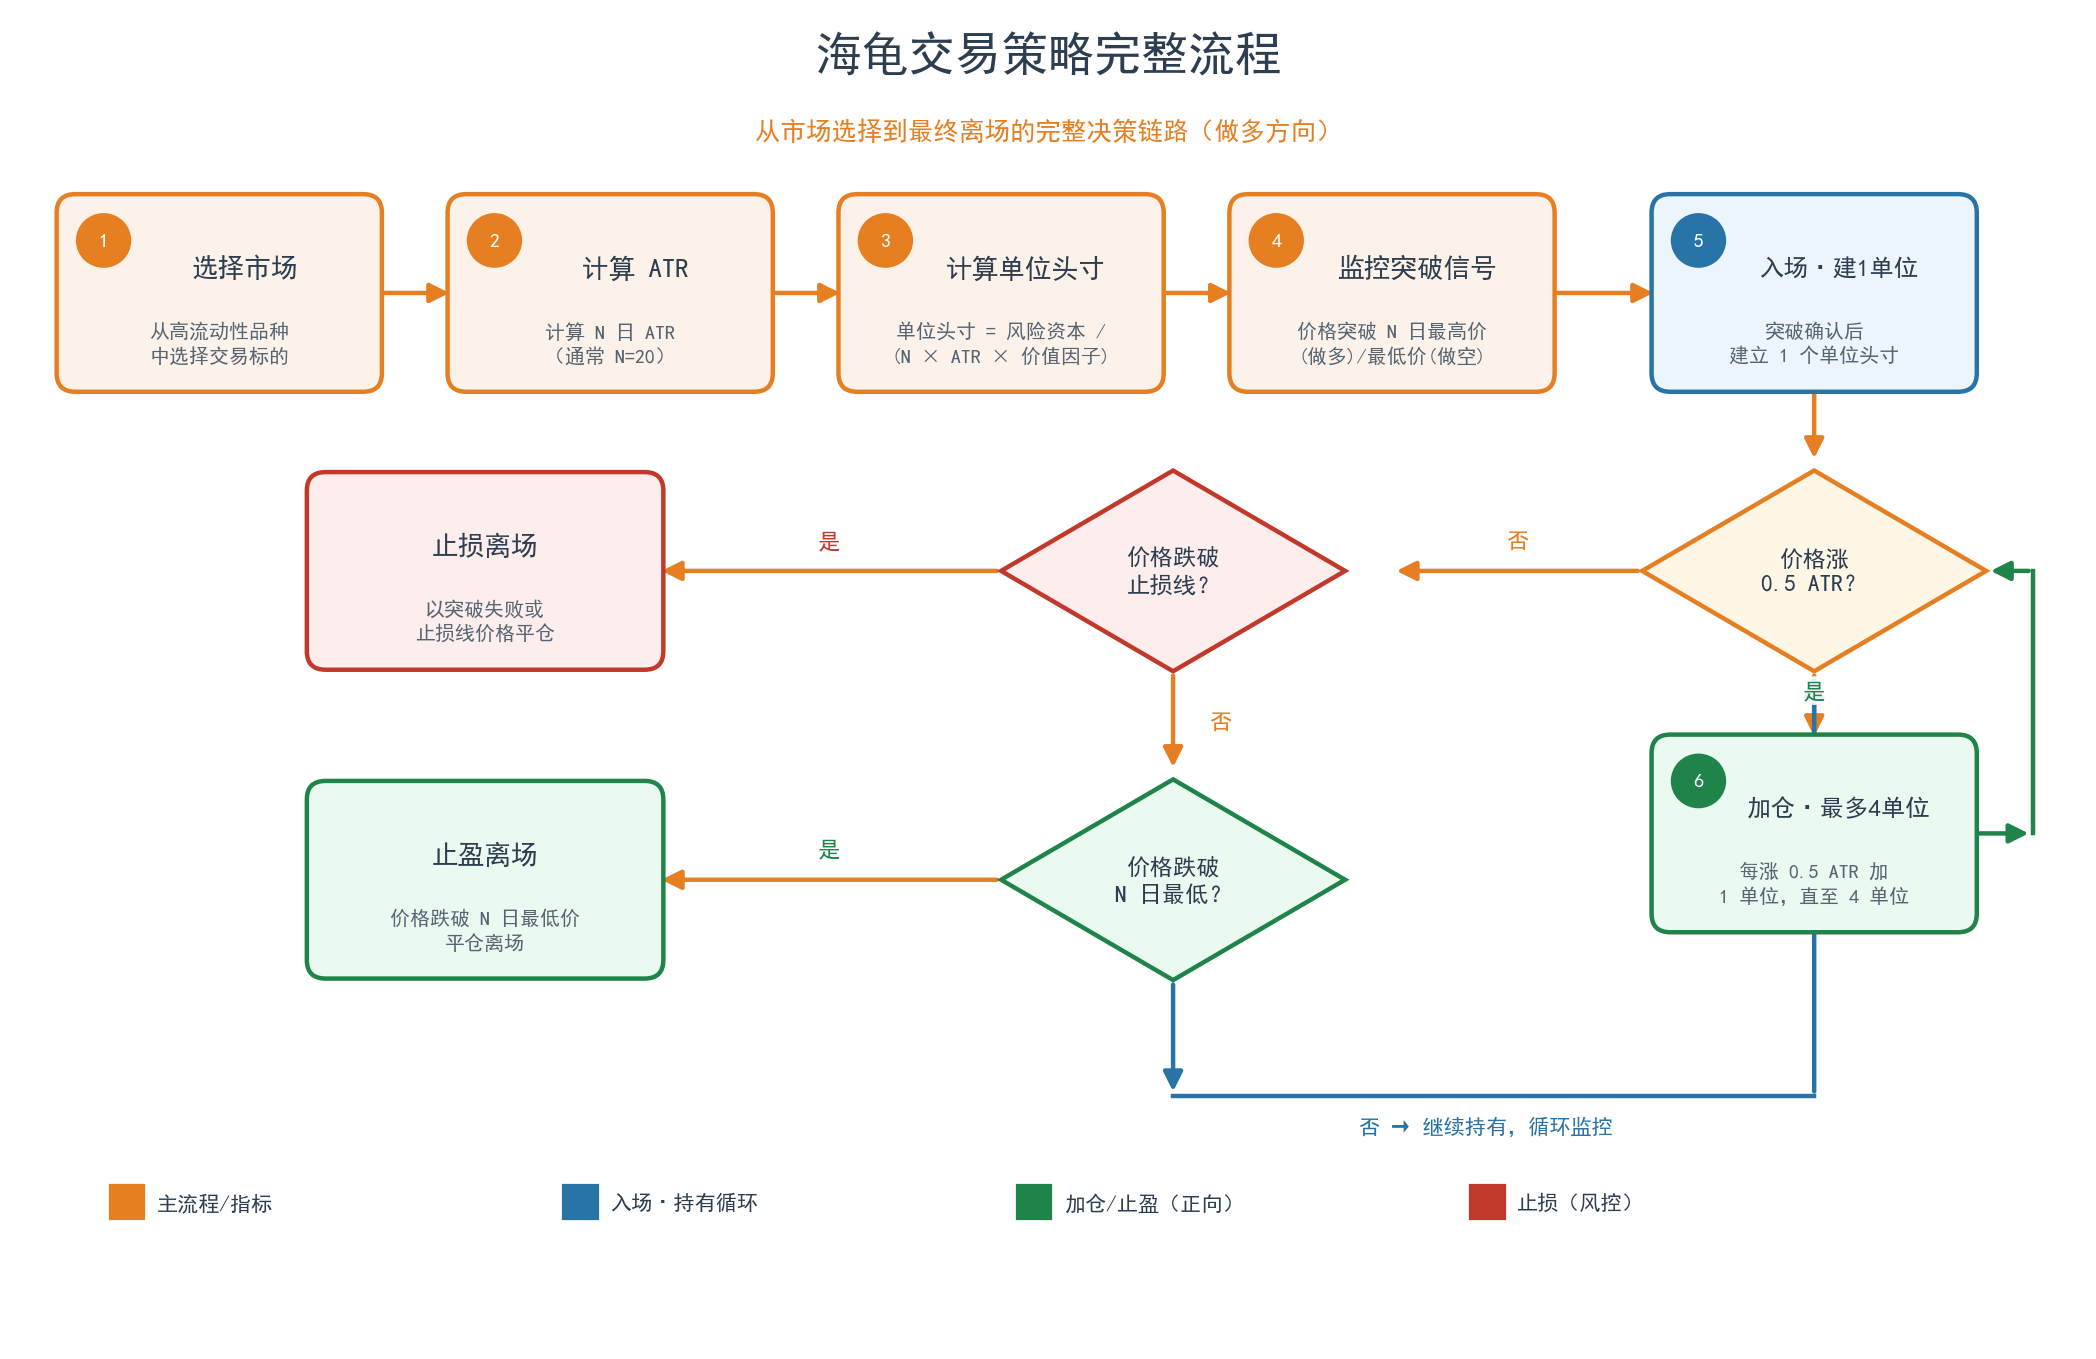 海龟交易策略完整流程
从市场选择到最终离场的完整决策链路（做多方向）
1
选择市场
从高流动性品种
中选择交易标的
2
计算 ATR
计算 N 日 ATR
（通常 N=20）
3
计算单位头寸
单位头寸 = 风险资本 /
(N × ATR × 价值因子)
4
监控突破信号
价格突破 N 日最高价
(做多)/最低价(做空)
5
入场·建1单位
突破确认后
建立 1 个单位头寸
止损离场
以突破失败或
止损线价格平仓
是
价格跌破
止损线?
否
价格涨
0.5 ATR?
是
否
止盈离场
价格跌破 N 日最低价
平仓离场
是
价格跌破
N 日最低?
6
加仓·最多4单位
每涨 0.5 ATR 加
1 单位，直至 4 单位
否 → 继续持有，循环监控
主流程/指标
入场·持有循环
加仓/止盈（正向）
止损（风控）